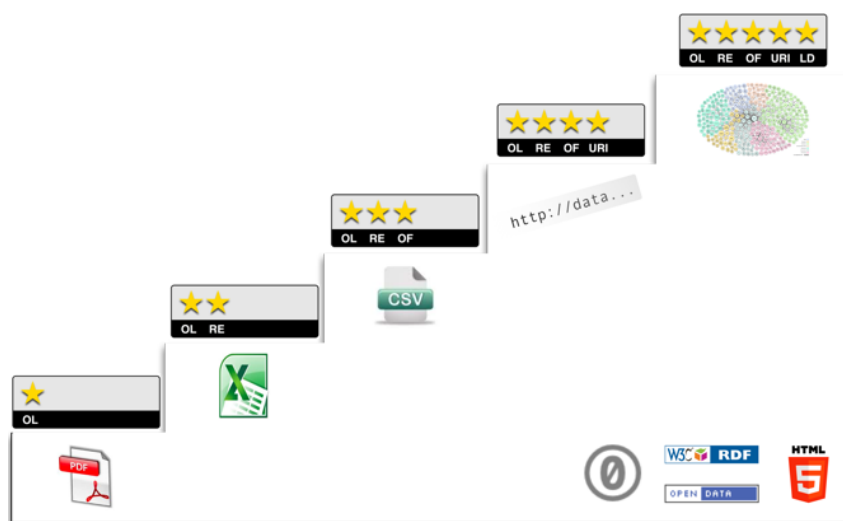 OL RE OF URI LD
OL RE OF URI
http://data...
OL RE OF
CSV
OL RE
X
OL
PDF
0
W3C RDF
HTML
5
OPEN DATA